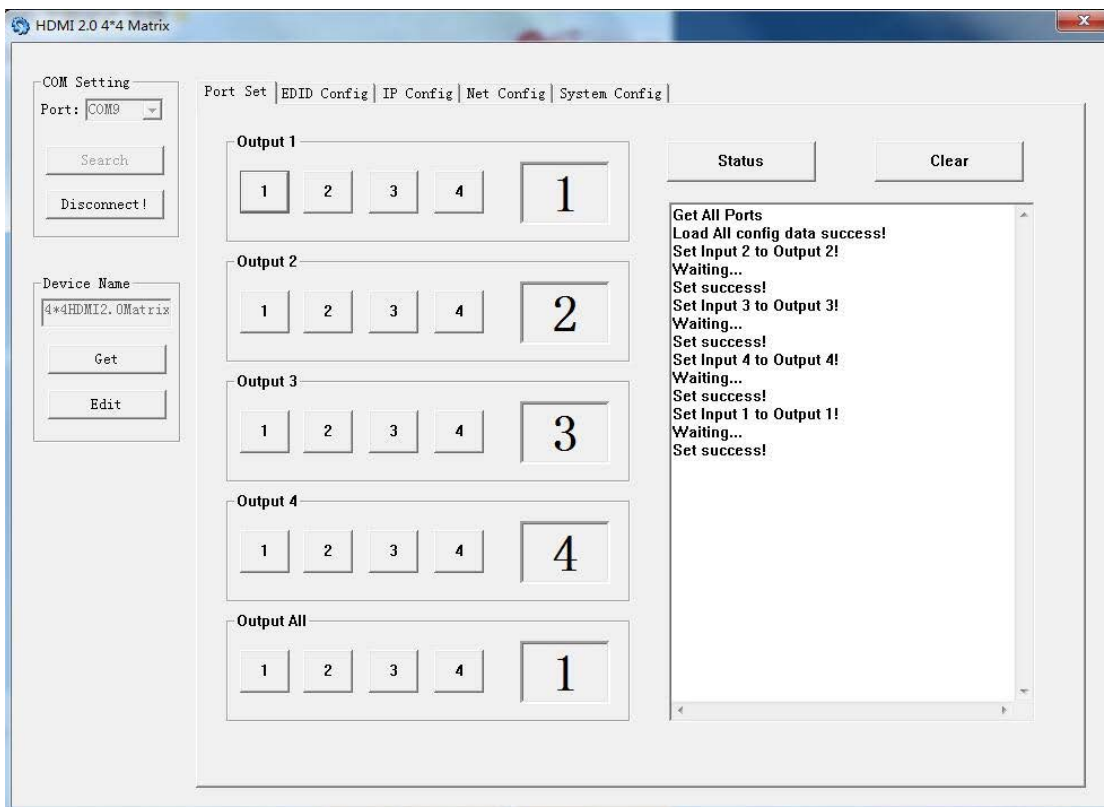 HDMI 2.0 4*4 Matrix
COM Setting
Port: COM9
Search
Disconnect!
Device Name
4*4HDMI2.0Matrix
Get
Edit
Port Set EDID Config IP Config Net Config System Config
Output 1
1 2 3 4 1
Output 2
1 2 3 4 2
Output 3
1 2 3 4 3
Output 4
1 2 3 4 4
Output All
1 2 3 4 1
Status Clear
Get All Ports
Load All config data success!
Set Input 2 to Output 2!
Waiting...
Set success!
Set Input 3 to Output 3!
Waiting...
Set success!
Set Input 4 to Output 4!
Waiting...
Set success!
Set Input 1 to Output 1!
Waiting...
Set success!